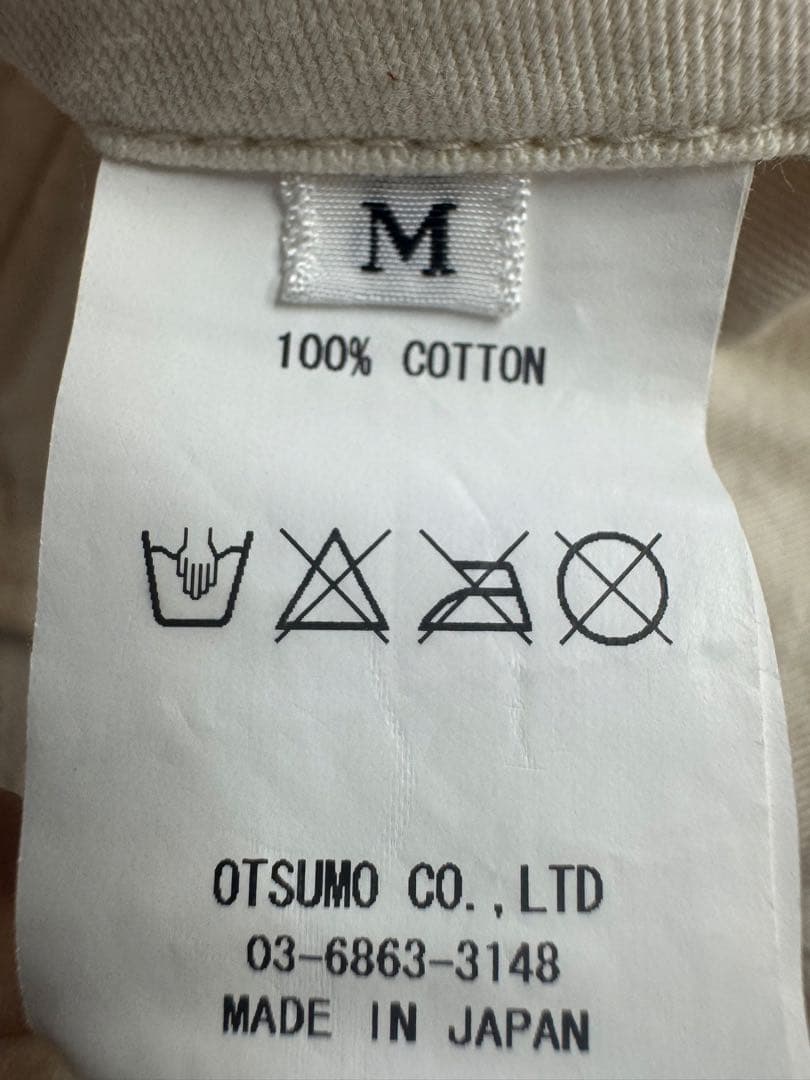 M
100% COTTON
OTSUMO CO.,LTD
03-6863-3148
MADE IN JAPAN